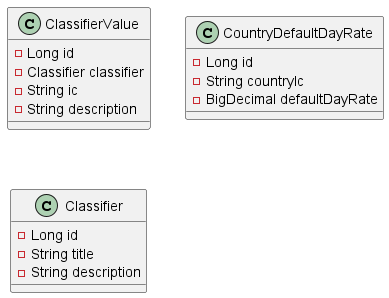 C ClassifierValue
Long id
Classifier classifier
String ic
String description
C CountryDefaultDayRate
Long id
String countryIc
BigDecimal defaultDayRate
C Classifier
Long id
String title
String description